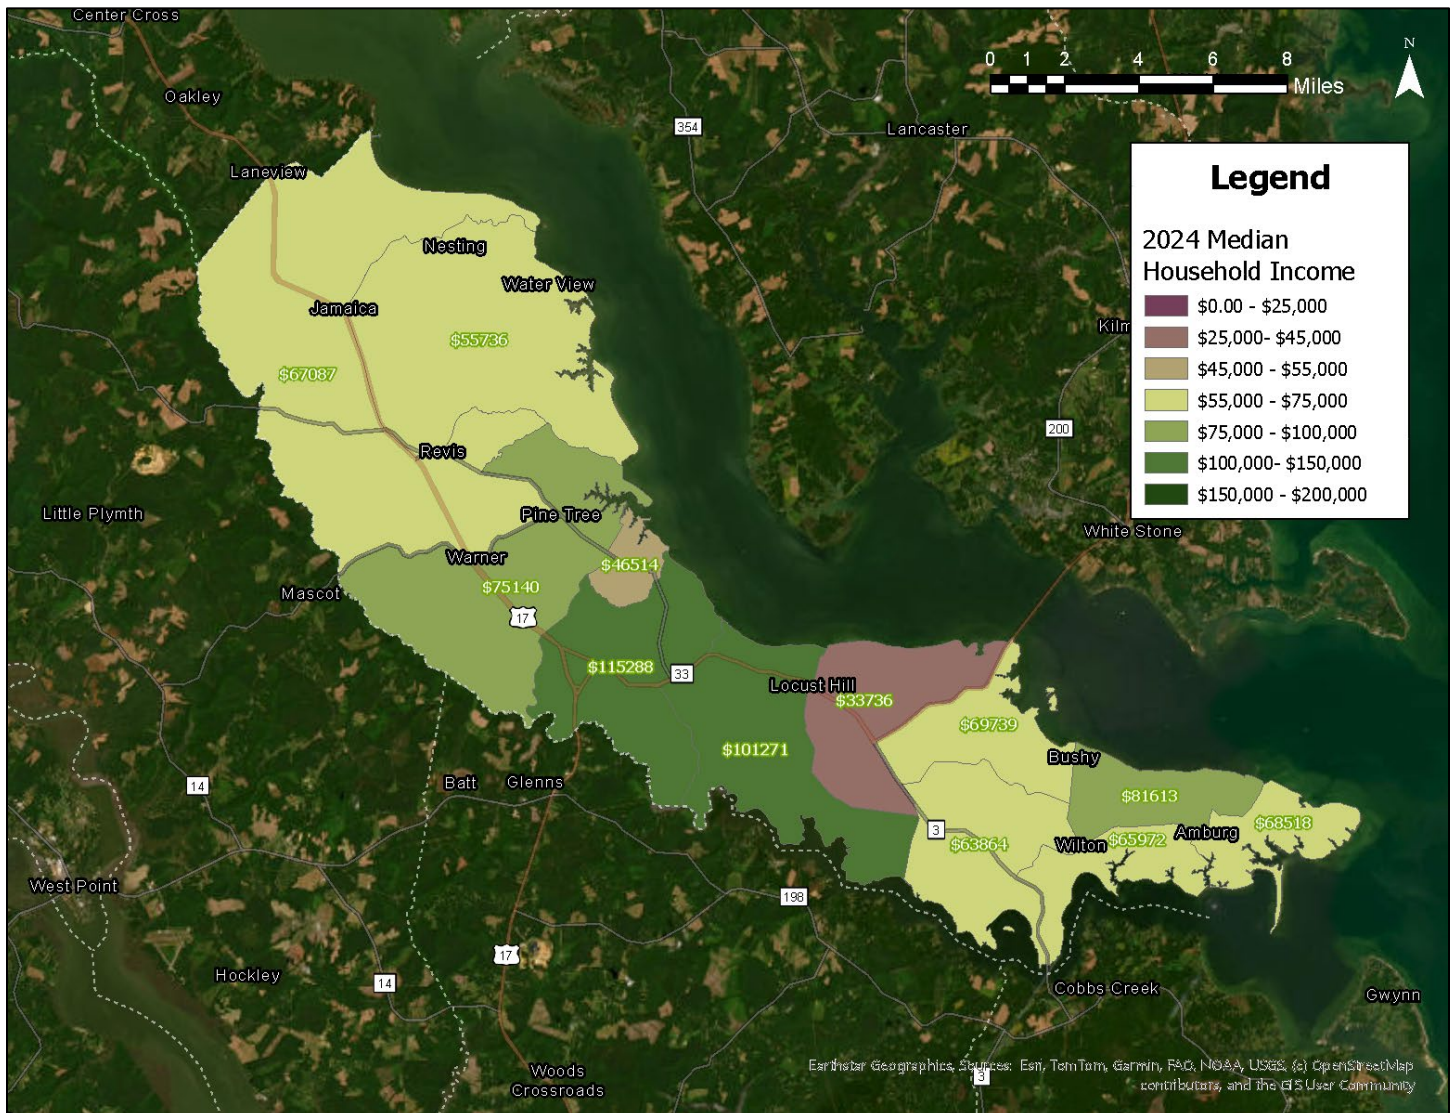 Center Cross
N
0 1 2 4 6 8
Miles
Oakley
354
Lancaster
Laneview
Legend
2024 Median
Household Income
$0.00 - $25,000
$25,000- $45,000
$45,000 - $55,000
$55,000 - $75,000
$75,000 - $100,000
$100,000- $150,000
$150,000 - $200,000
Nesting
Water View
Jamaica
Kilm
$55736
$67087
200
Revis
Little Plymth
Pine Tree
White Stone
Warner
$46514
$75140
Mascot
17
$115288
33
Locust Hill
$33736
$69739
$101271
Bushy
14
Batt
Glenns
$81613
3
$63864
Wilton
$65972
Amburg
$68518
West Point
198
17
Hockley
14
Cobbs Creek
Gwynn
Woods
Crossroads
3
Earthstar Geographics, Sources: Esri, TomTom, Garmin, FAO, NOAA, USGS, (c) OpenStreetMap
contributors, and the GIS User Community